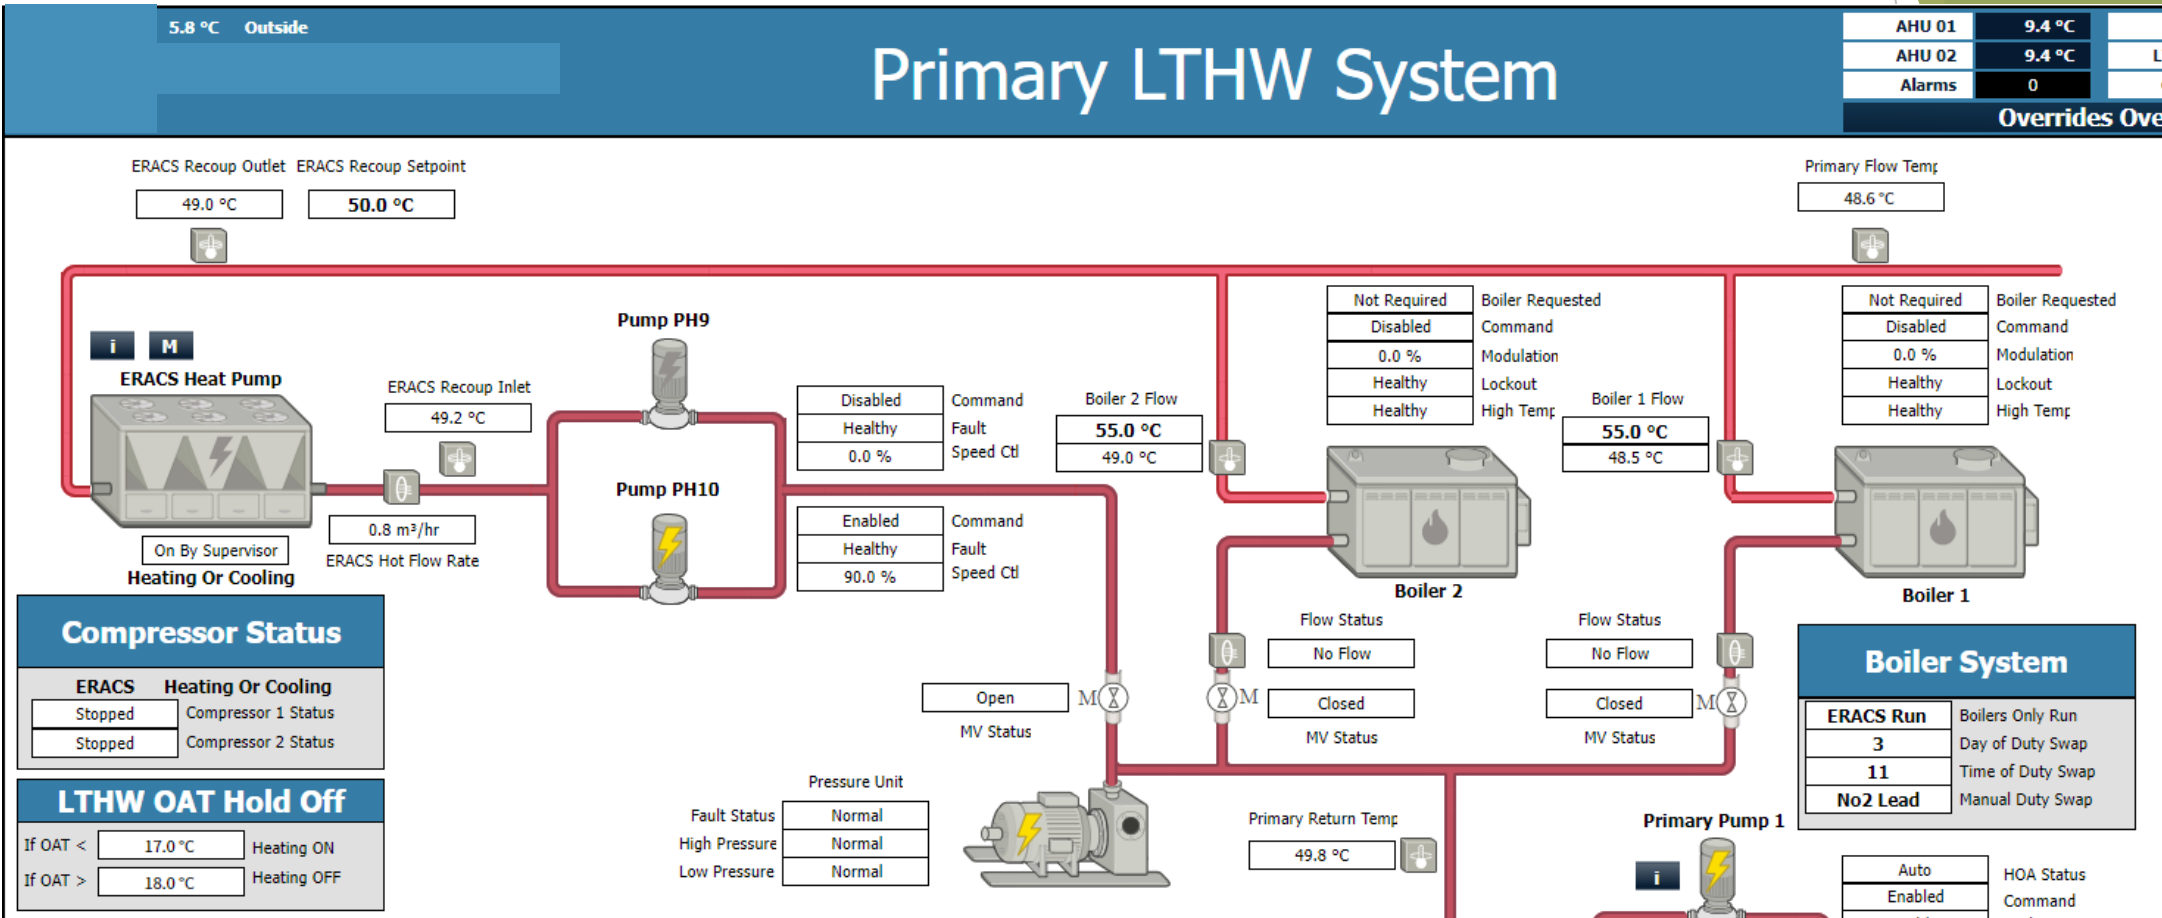 5.8 °C Outside
Primary LTHW System
AHU 01 9.4 °C
AHU 02 9.4 °C L
Alarms 0
Overrides Ove
ERACS Recoup Outlet ERACS Recoup Setpoint
49.0 °C 50.0 °C
Primary Flow Temp
48.6 °C
i M
ERACS Heat Pump
ERACS Recoup Inlet
49.2 °C
0.8 m³/hr
ERACS Hot Flow Rate
On By Supervisor
Heating Or Cooling
Pump PH9
Disabled Command
Healthy Fault
0.0 % Speed Ctl
Pump PH10
Enabled Command
Healthy Fault
90.0 % Speed Ctl
Boiler 2 Flow
55.0 °C
49.0 °C
Not Required Boiler Requested
Disabled Command
0.0 % Modulation
Healthy Lockout
Healthy High Temp
Boiler 2
Boiler 1 Flow
55.0 °C
48.5 °C
Not Required Boiler Requested
Disabled Command
0.0 % Modulation
Healthy Lockout
Healthy High Temp
Boiler 1
Flow Status
No Flow
M Closed
MV Status
Flow Status
No Flow
Closed M
MV Status
Open M
MV Status
Compressor Status
ERACS Heating Or Cooling
Stopped Compressor 1 Status
Stopped Compressor 2 Status
LTHW OAT Hold Off
If OAT < 17.0 °C Heating ON
If OAT > 18.0 °C Heating OFF
Pressure Unit
Fault Status Normal
High Pressure Normal
Low Pressure Normal
Primary Return Temp
49.8 °C
Boiler System
ERACS Run Boilers Only Run
3 Day of Duty Swap
11 Time of Duty Swap
No2 Lead Manual Duty Swap
Primary Pump 1
i
Auto HOA Status
Enabled Command